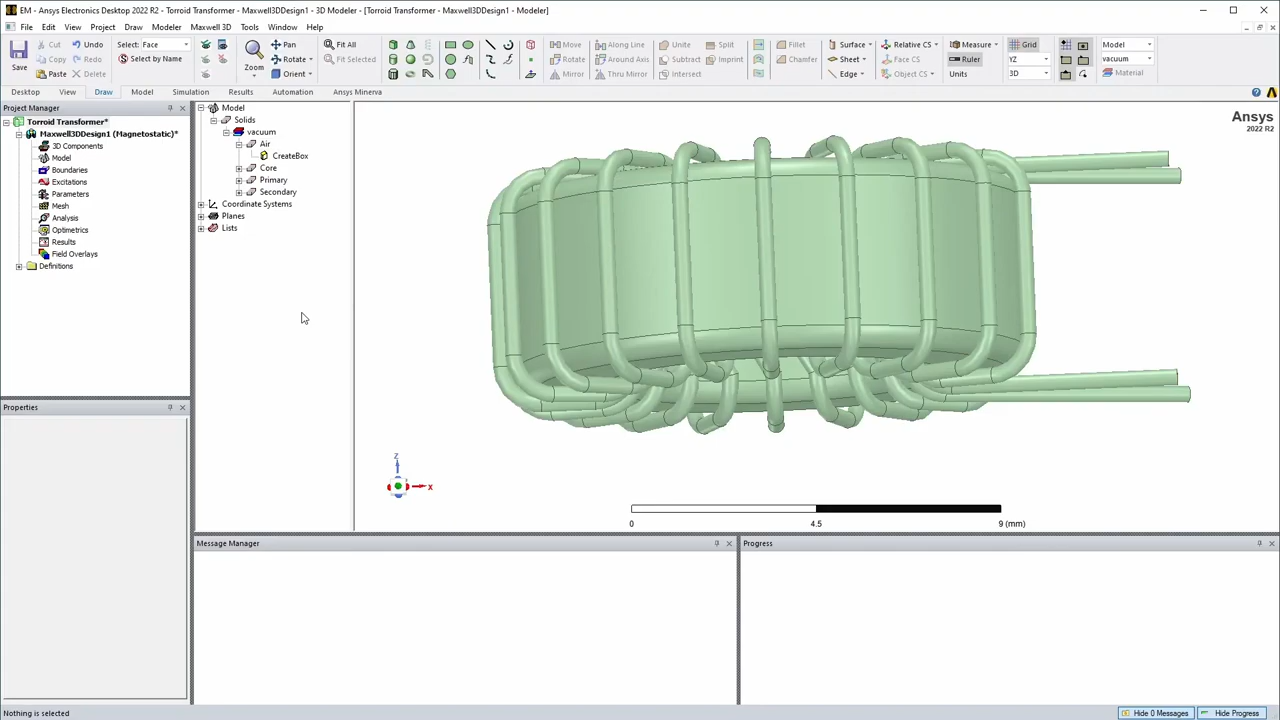 EM - Ansys Electronics Desktop 2022 R2 - Torroid Transformer - Maxwell3DDesign1 - 3D Modeler - [Torroid Transformer - Maxwell3DDesign1 - Modeler]
File Edit View Project Draw Modeler Maxwell 3D Tools Window Help
Save
Cut Copy Paste
Undo Redo Delete
Select: Face
Select by Name
Zoom
Pan Rotate Orient
Fit All
Fit Selected
Move Rotate Mirror
Along Line
Around Axis
Thru Mirror
Unite Subtract Intersect
Split Imprint
Fillet Chamfer
Surface Sheet Edge
Relative CS
Face CS
Object CS
Measure Ruler Units
Grid
YZ
3D
Model
vacuum
Material
Desktop View Draw Model Simulation Results Automation Ansys Minerva
Project Manager
Torroid Transformer*
Maxwell3DDesign1 (Magnetostatic)*
3D Components
Model
Boundaries
Excitations
Parameters
Mesh
Analysis
Optimetrics
Results
Field Overlays
Definitions
Model
Solids
vacuum
Air
CreateBox
Core
Primary
Secondary
Coordinate Systems
Planes
Lists
Ansys
2022 R2
Z
X
0 4.5 9 (mm)
Properties
Message Manager
Progress
Nothing is selected
Hide 0 Messages
Hide Progress